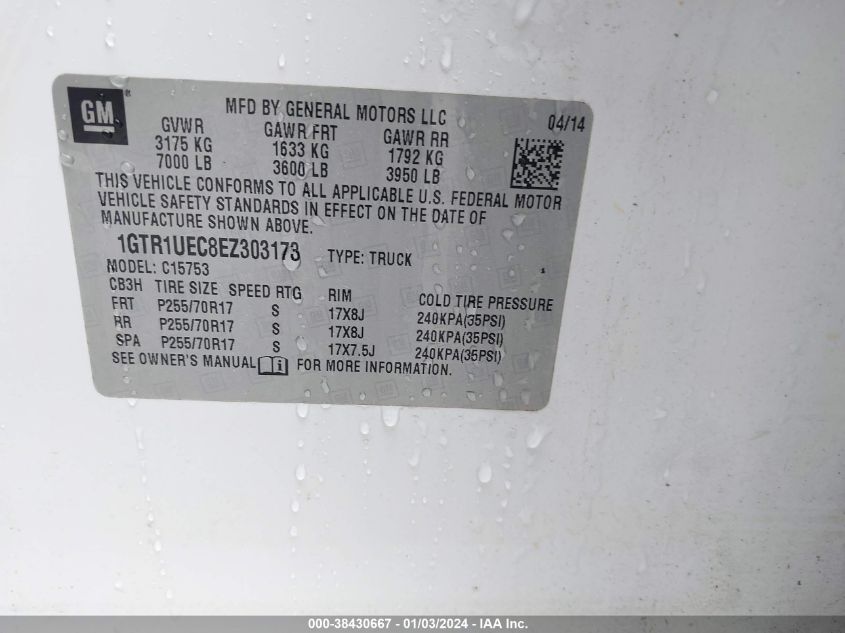 GM ®
MFD BY GENERAL MOTORS LLC
04/14
GVWR GAWR FRT GAWR RR
3175 KG 1633 KG 1792 KG
7000 LB 3600 LB 3950 LB
THIS VEHICLE CONFORMS TO ALL APPLICABLE U.S. FEDERAL MOTOR
VEHICLE SAFETY STANDARDS IN EFFECT ON THE DATE OF
MANUFACTURE SHOWN ABOVE.
1GTR1UEC8EZ303173 TYPE: TRUCK
MODEL: C15753
CB3H TIRE SIZE SPEED RTG RIM COLD TIRE PRESSURE
FRT P255/70R17 S 17X8J 240KPA(35PSI)
RR P255/70R17 S 17X8J 240KPA(35PSI)
SPA P255/70R17 S 17X7.5J 240KPA(35PSI)
SEE OWNER'S MANUAL i FOR MORE INFORMATION.
000-38430667 - 01/03/2024 - IAA Inc.